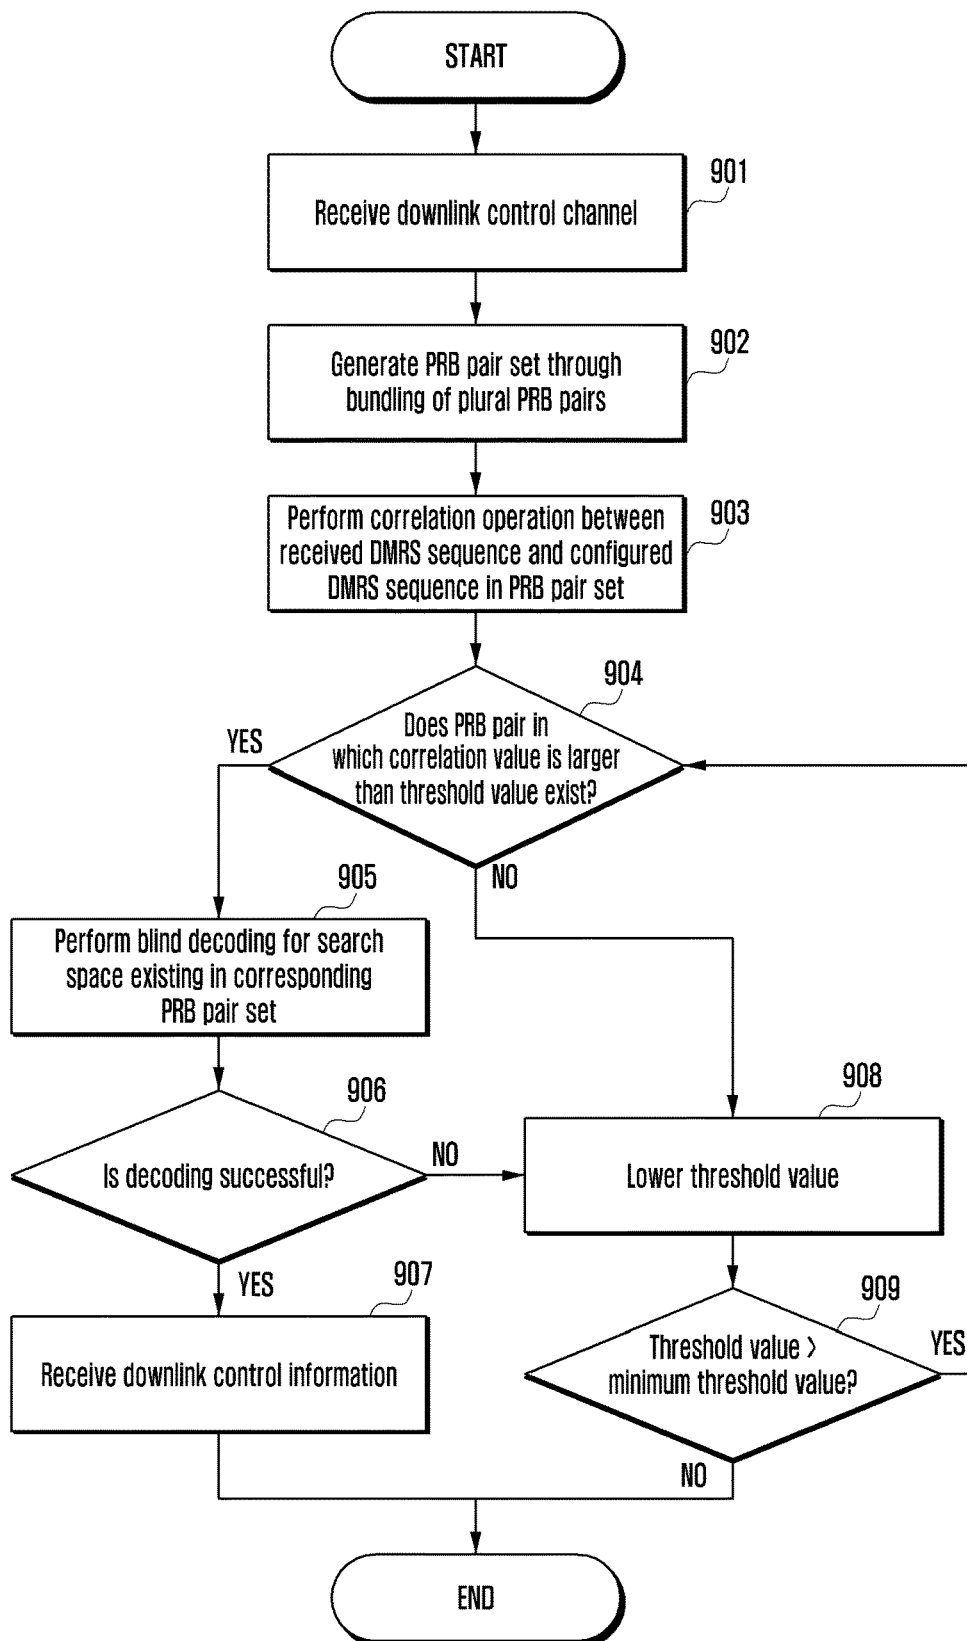 START
901
Receive downlink control channel
902
Generate PRB pair set through
bundling of plural PRB pairs
903
Perform correlation operation between
received DMRS sequence and configured
DMRS sequence in PRB pair set
904
Does PRB pair in
which correlation value is larger
than threshold value exist?
YES
NO
905
Perform blind decoding for search
space existing in corresponding
PRB pair set
906
Is decoding successful?
NO
908
Lower threshold value
YES
907
Receive downlink control information
909
Threshold value >
minimum threshold value?
YES
NO
END